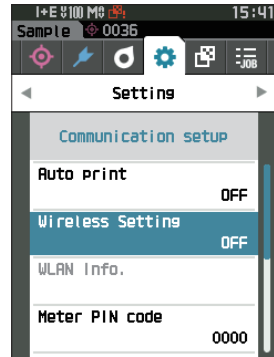 I+E 100 M0 15:41
Sample 0036
JOB
Setting
Communication setup
Auto print
OFF
Wireless Setting
OFF
WLAN Info.
Meter PIN code
0000